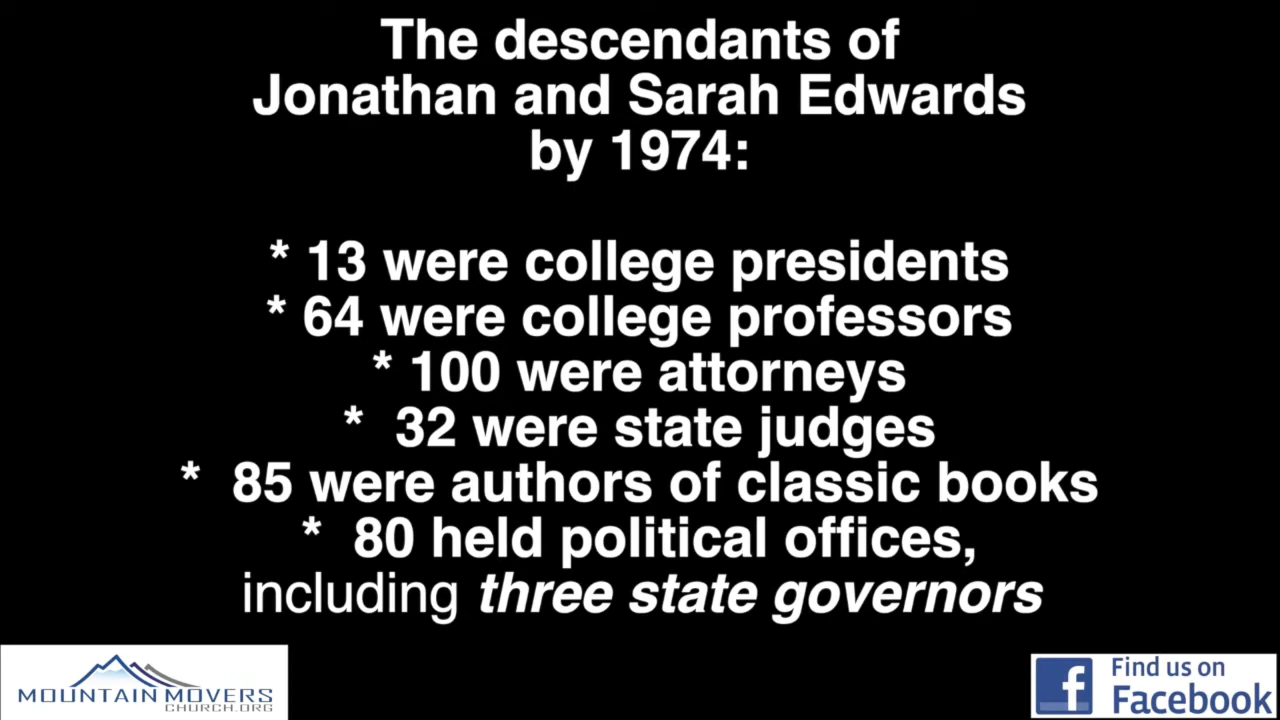 The descendants of
Jonathan and Sarah Edwards
by 1974:
* 13 were college presidents
* 64 were college professors
* 100 were attorneys
*  32 were state judges
*  85 were authors of classic books
*  80 held political offices,
including three state governors
MOUNTAIN MOVERS
CHURCH.ORG
f
Find us on
Facebook